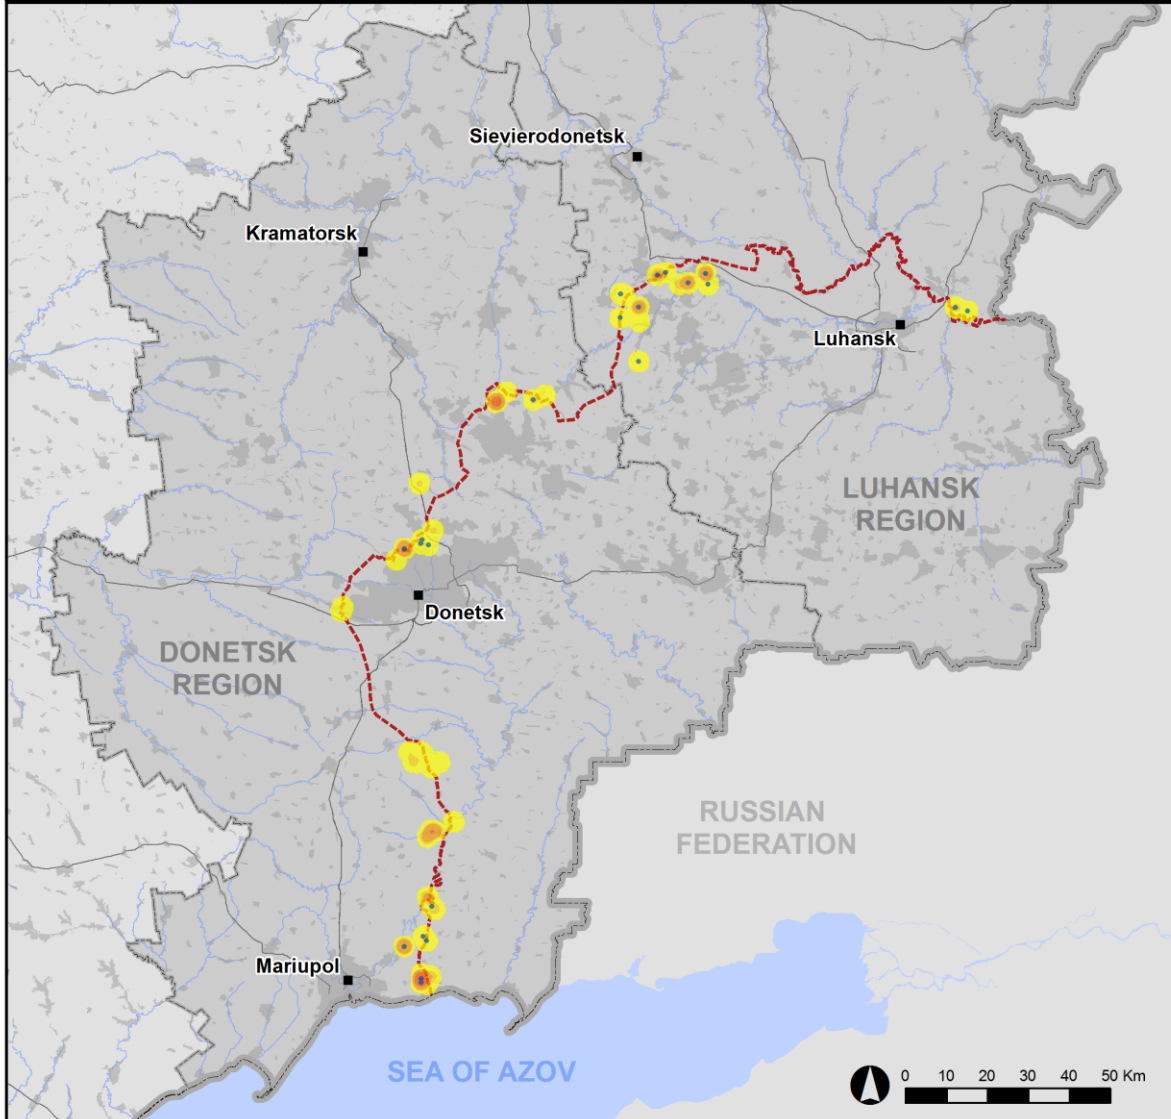 Sievierodonetsk
Kramatorsk
Luhansk
LUHANSK
REGION
Donetsk
DONETSK
REGION
RUSSIAN
FEDERATION
Mariupol
SEA OF AZOV
0 10 20 30 40 50 Km